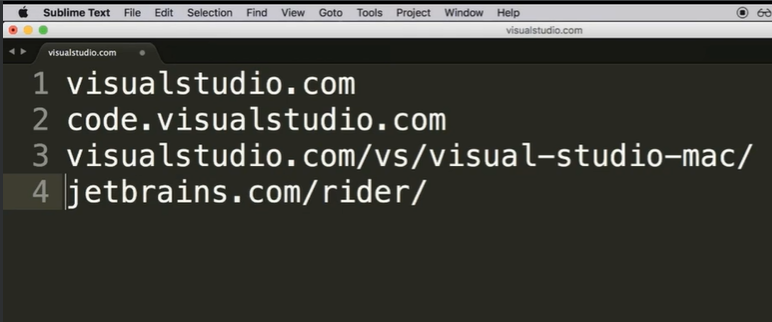 Sublime Text File Edit Selection Find View Goto Tools Project Window Help
visualstudio.com
visualstudio.com
1 visualstudio.com
2 code.visualstudio.com
3 visualstudio.com/vs/visual-studio-mac/
4 jetbrains.com/rider/